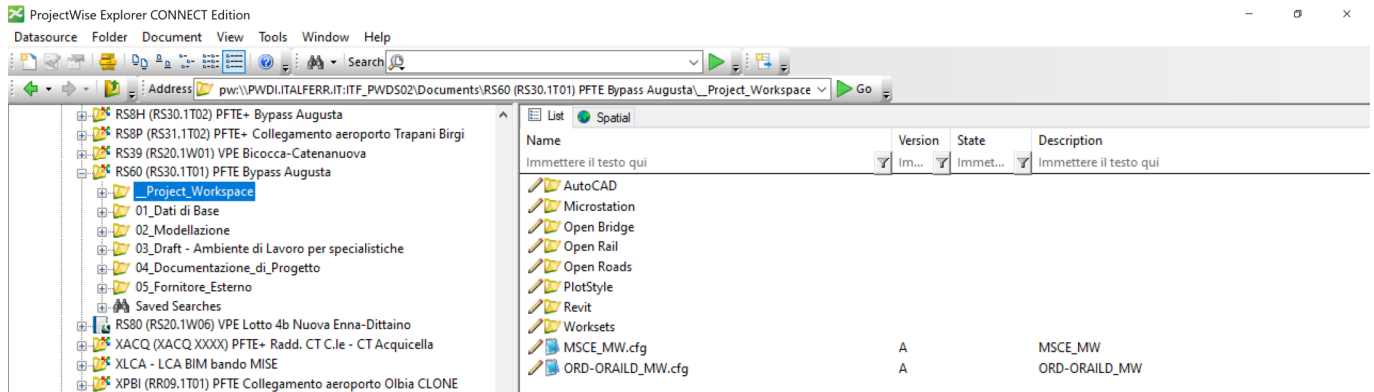 ProjectWise Explorer CONNECT Edition
Datasource Folder Document View Tools Window Help
Search
Address pw:\\PWDI.ITALFERR.IT:ITF_PWDS02\Documents\RS60 (RS30.1T01) PFTE Bypass Augusta\__Project_Workspace Go
RS8H (RS30.1T02) PFTE+ Bypass Augusta
RS8P (RS31.1T02) PFTE+ Collegamento aeroporto Trapani Birgi
RS39 (RS20.1W01) VPE Bicocca-Catenanuova
RS60 (RS30.1T01) PFTE Bypass Augusta
__Project_Workspace
01_Dati di Base
02_Modellazione
03_Draft - Ambiente di Lavoro per specialistiche
04_Documentazione_di_Progetto
05_Fornitore_Esterno
Saved Searches
RS80 (RS20.1W06) VPE Lotto 4b Nuova Enna-Dittaino
XACQ (XACQ XXXX) PFTE+ Radd. CT C.le - CT Acquicella
XLCA - LCA BIM bando MISE
XPBI (RR09.1T01) PFTE Collegamento aeroporto Olbia CLONE
List Spatial
Name Version State Description
Immettere il testo qui Im... Immet... Immettere il testo qui
AutoCAD
Microstation
Open Bridge
Open Rail
Open Roads
PlotStyle
Revit
Worksets
MSCE_MW.cfg A MSCE_MW
ORD-ORAILD_MW.cfg A ORD-ORAILD_MW